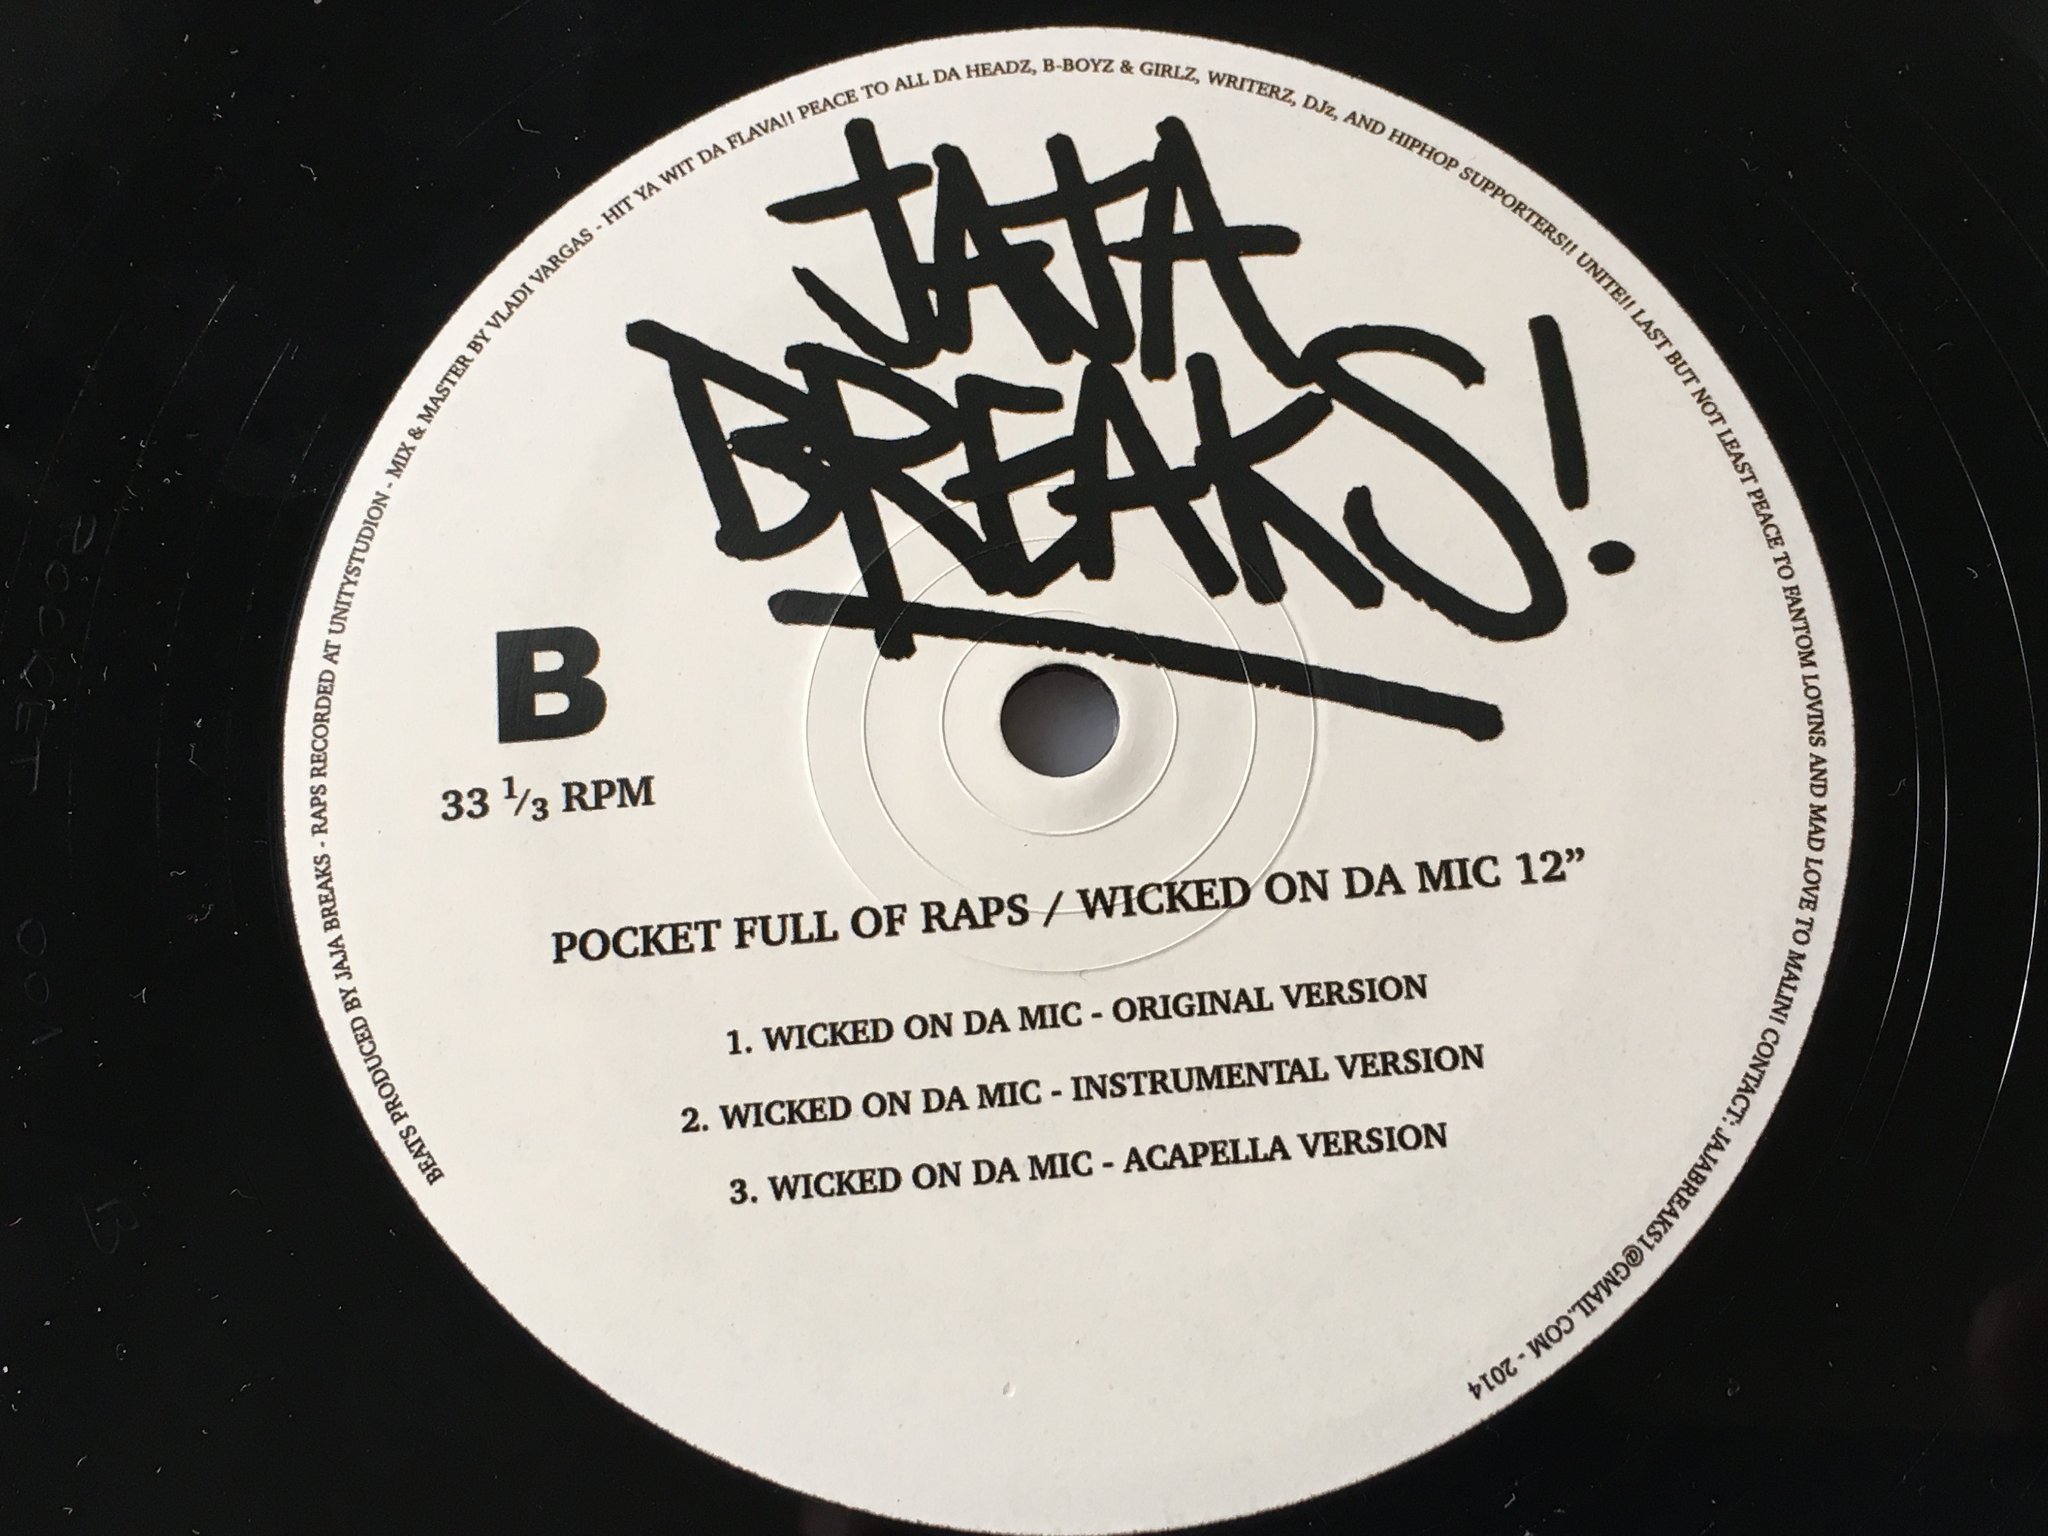 BEATS PRODUCED BY JAJA BREAKS - RAPS RECORDED AT UNITYSTUDION - MIX & MASTER BY VLADI VARGAS - HIT YA WIT DA FLAVA!! PEACE TO ALL DA HEADZ, B-BOYZ & GIRLZ, WRITERZ, DJz, AND HIPHOP SUPPORTERS!! UNITE!! LAST BUT NOT LEAST PEACE TO FANTOM LOVINS AND MAD LOVE TO MALIN! CONTACT: JAJABREAKS1@GMAIL.COM - 2014
JAJA
BREAKS!
B
33 1/3 RPM
POCKET FULL OF RAPS / WICKED ON DA MIC 12”
1. WICKED ON DA MIC - ORIGINAL VERSION
2. WICKED ON DA MIC - INSTRUMENTAL VERSION
3. WICKED ON DA MIC - ACAPELLA VERSION
POCKET 001 B